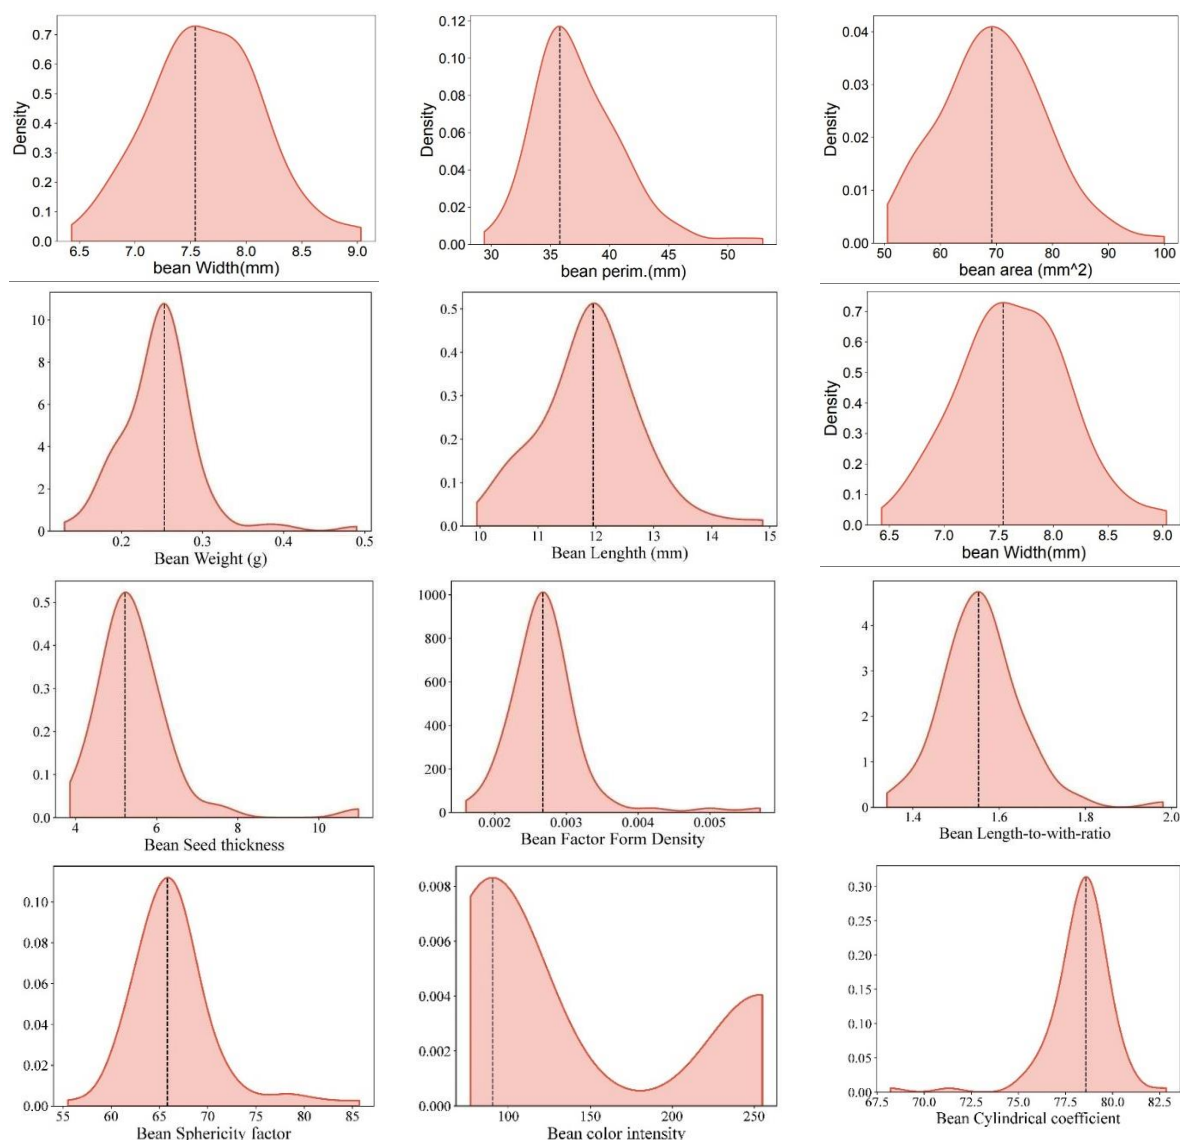 0.7
0.6
0.5
0.4
0.3
0.2
0.1
0.0
Density
6.5 7.0 7.5 8.0 8.5 9.0
bean Width(mm)
0.12
0.10
0.08
0.06
0.04
0.02
0.00
Density
30 35 40 45 50
bean perim.(mm)
0.04
0.03
0.02
0.01
0.00
Density
50 60 70 80 90 100
bean area (mm^2)
10
8
6
4
2
0
0.2 0.3 0.4 0.5
Bean Weight (g)
0.5
0.4
0.3
0.2
0.1
0.0
10 11 12 13 14 15
Bean Lenghth (mm)
0.7
0.6
0.5
0.4
0.3
0.2
0.1
0.0
Density
6.5 7.0 7.5 8.0 8.5 9.0
bean Width(mm)
0.5
0.4
0.3
0.2
0.1
0.0
4 6 8 10
Bean Seed thickness
1000
800
600
400
200
0
0.002 0.003 0.004 0.005
Bean Factor Form Density
4
3
2
1
0
1.4 1.6 1.8 2.0
Bean Length-to-with-ratio
0.10
0.08
0.06
0.04
0.02
0.00
55 60 65 70 75 80 85
Bean Sphericity factor
0.008
0.006
0.004
0.002
0.000
100 150 200 250
Bean color intensity
0.30
0.25
0.20
0.15
0.10
0.05
0.00
67.5 70.0 72.5 75.0 77.5 80.0 82.5
Bean Cylindrical coefficient